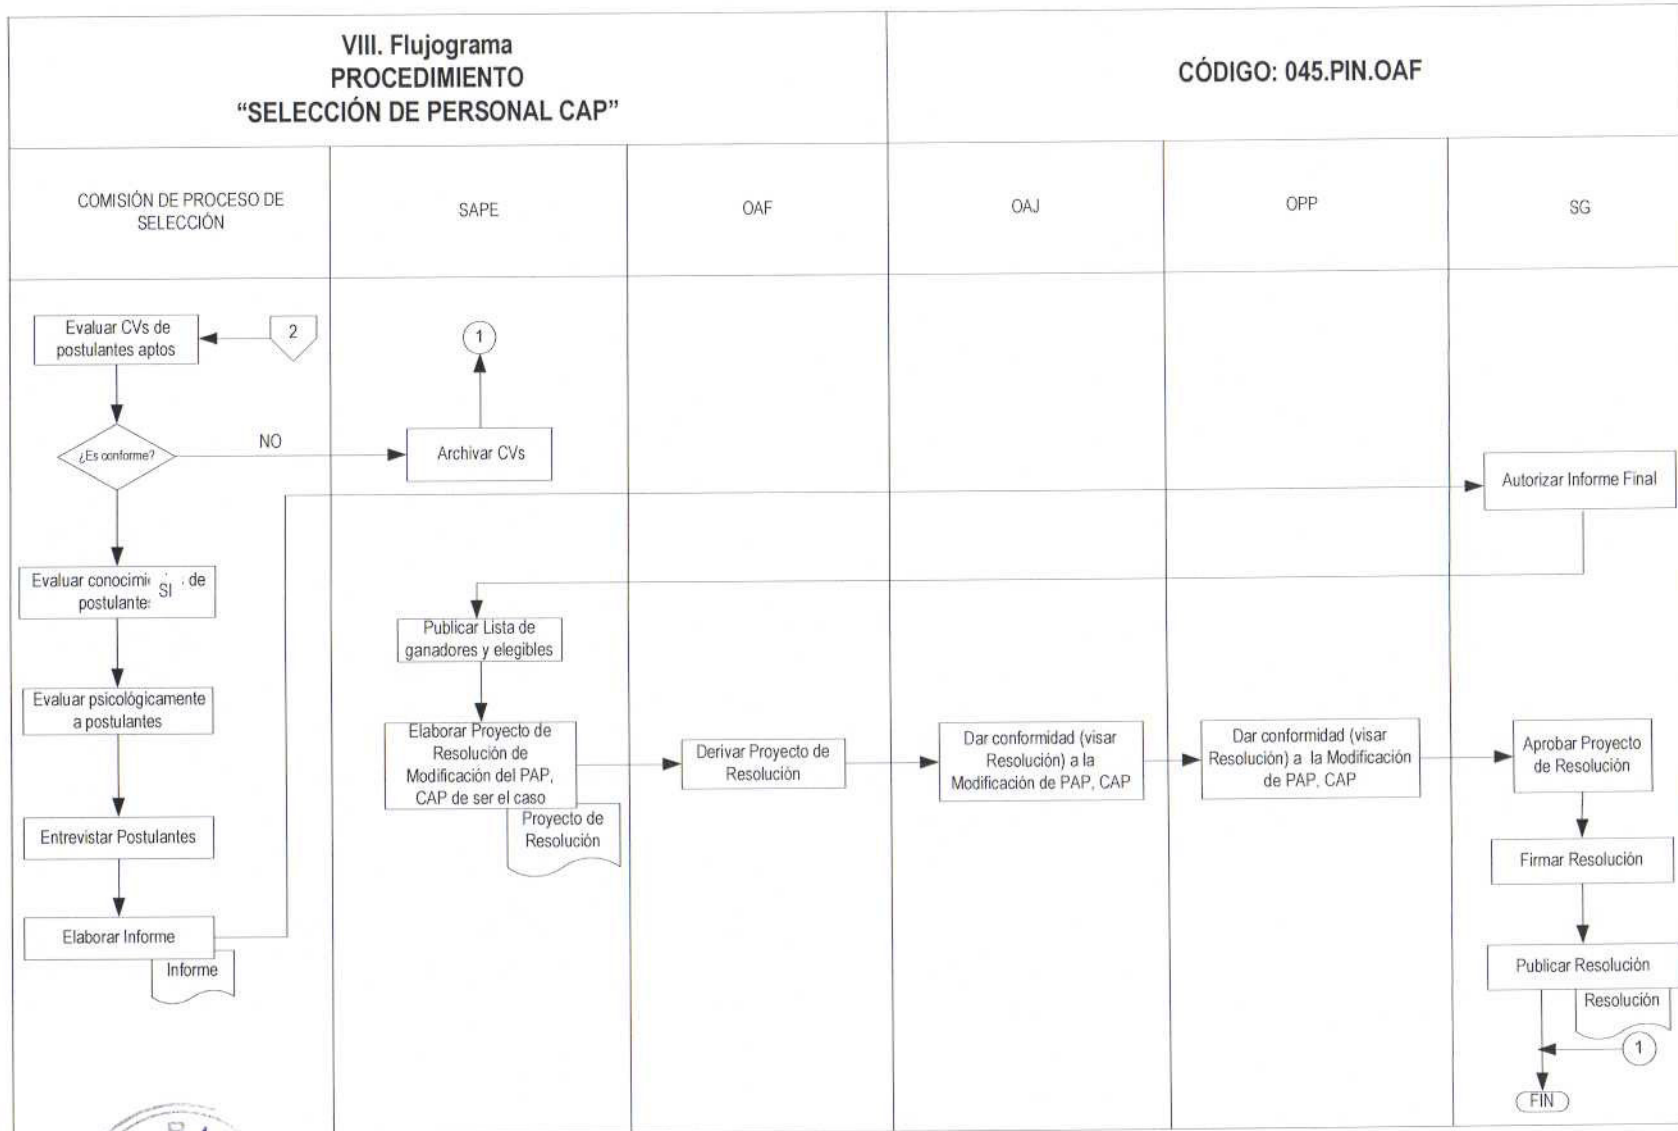 VIII. Flujograma
PROCEDIMIENTO
“SELECCIÓN DE PERSONAL CAP”
CÓDIGO: 045.PIN.OAF
COMISIÓN DE PROCESO DE
SELECCIÓN
SAPE
OAF
OAJ
OPP
SG
Evaluar CVs de
postulantes aptos
2
1
¿Es conforme?
NO
Archivar CVs
Autorizar Informe Final
Evaluar de
SI
Publicar Lista de
ganadores y elegibles
Evaluar psicológicamente
a postulantes
Elaborar Proyecto de
Resolución de
Modificación del PAP,
CAP de ser el caso
Proyecto de
Resolución
Derivar Proyecto de
Resolución
Dar conformidad (visar
Resolución) a la
Modificación de PAP, CAP
Dar conformidad (visar
Resolución) a la Modificación
de PAP, CAP
Aprobar Proyecto
de Resolución
Entrevistar Postulantes
Firmar Resolución
Elaborar Informe
Informe
Publicar Resolución
Resolución
1
FIN